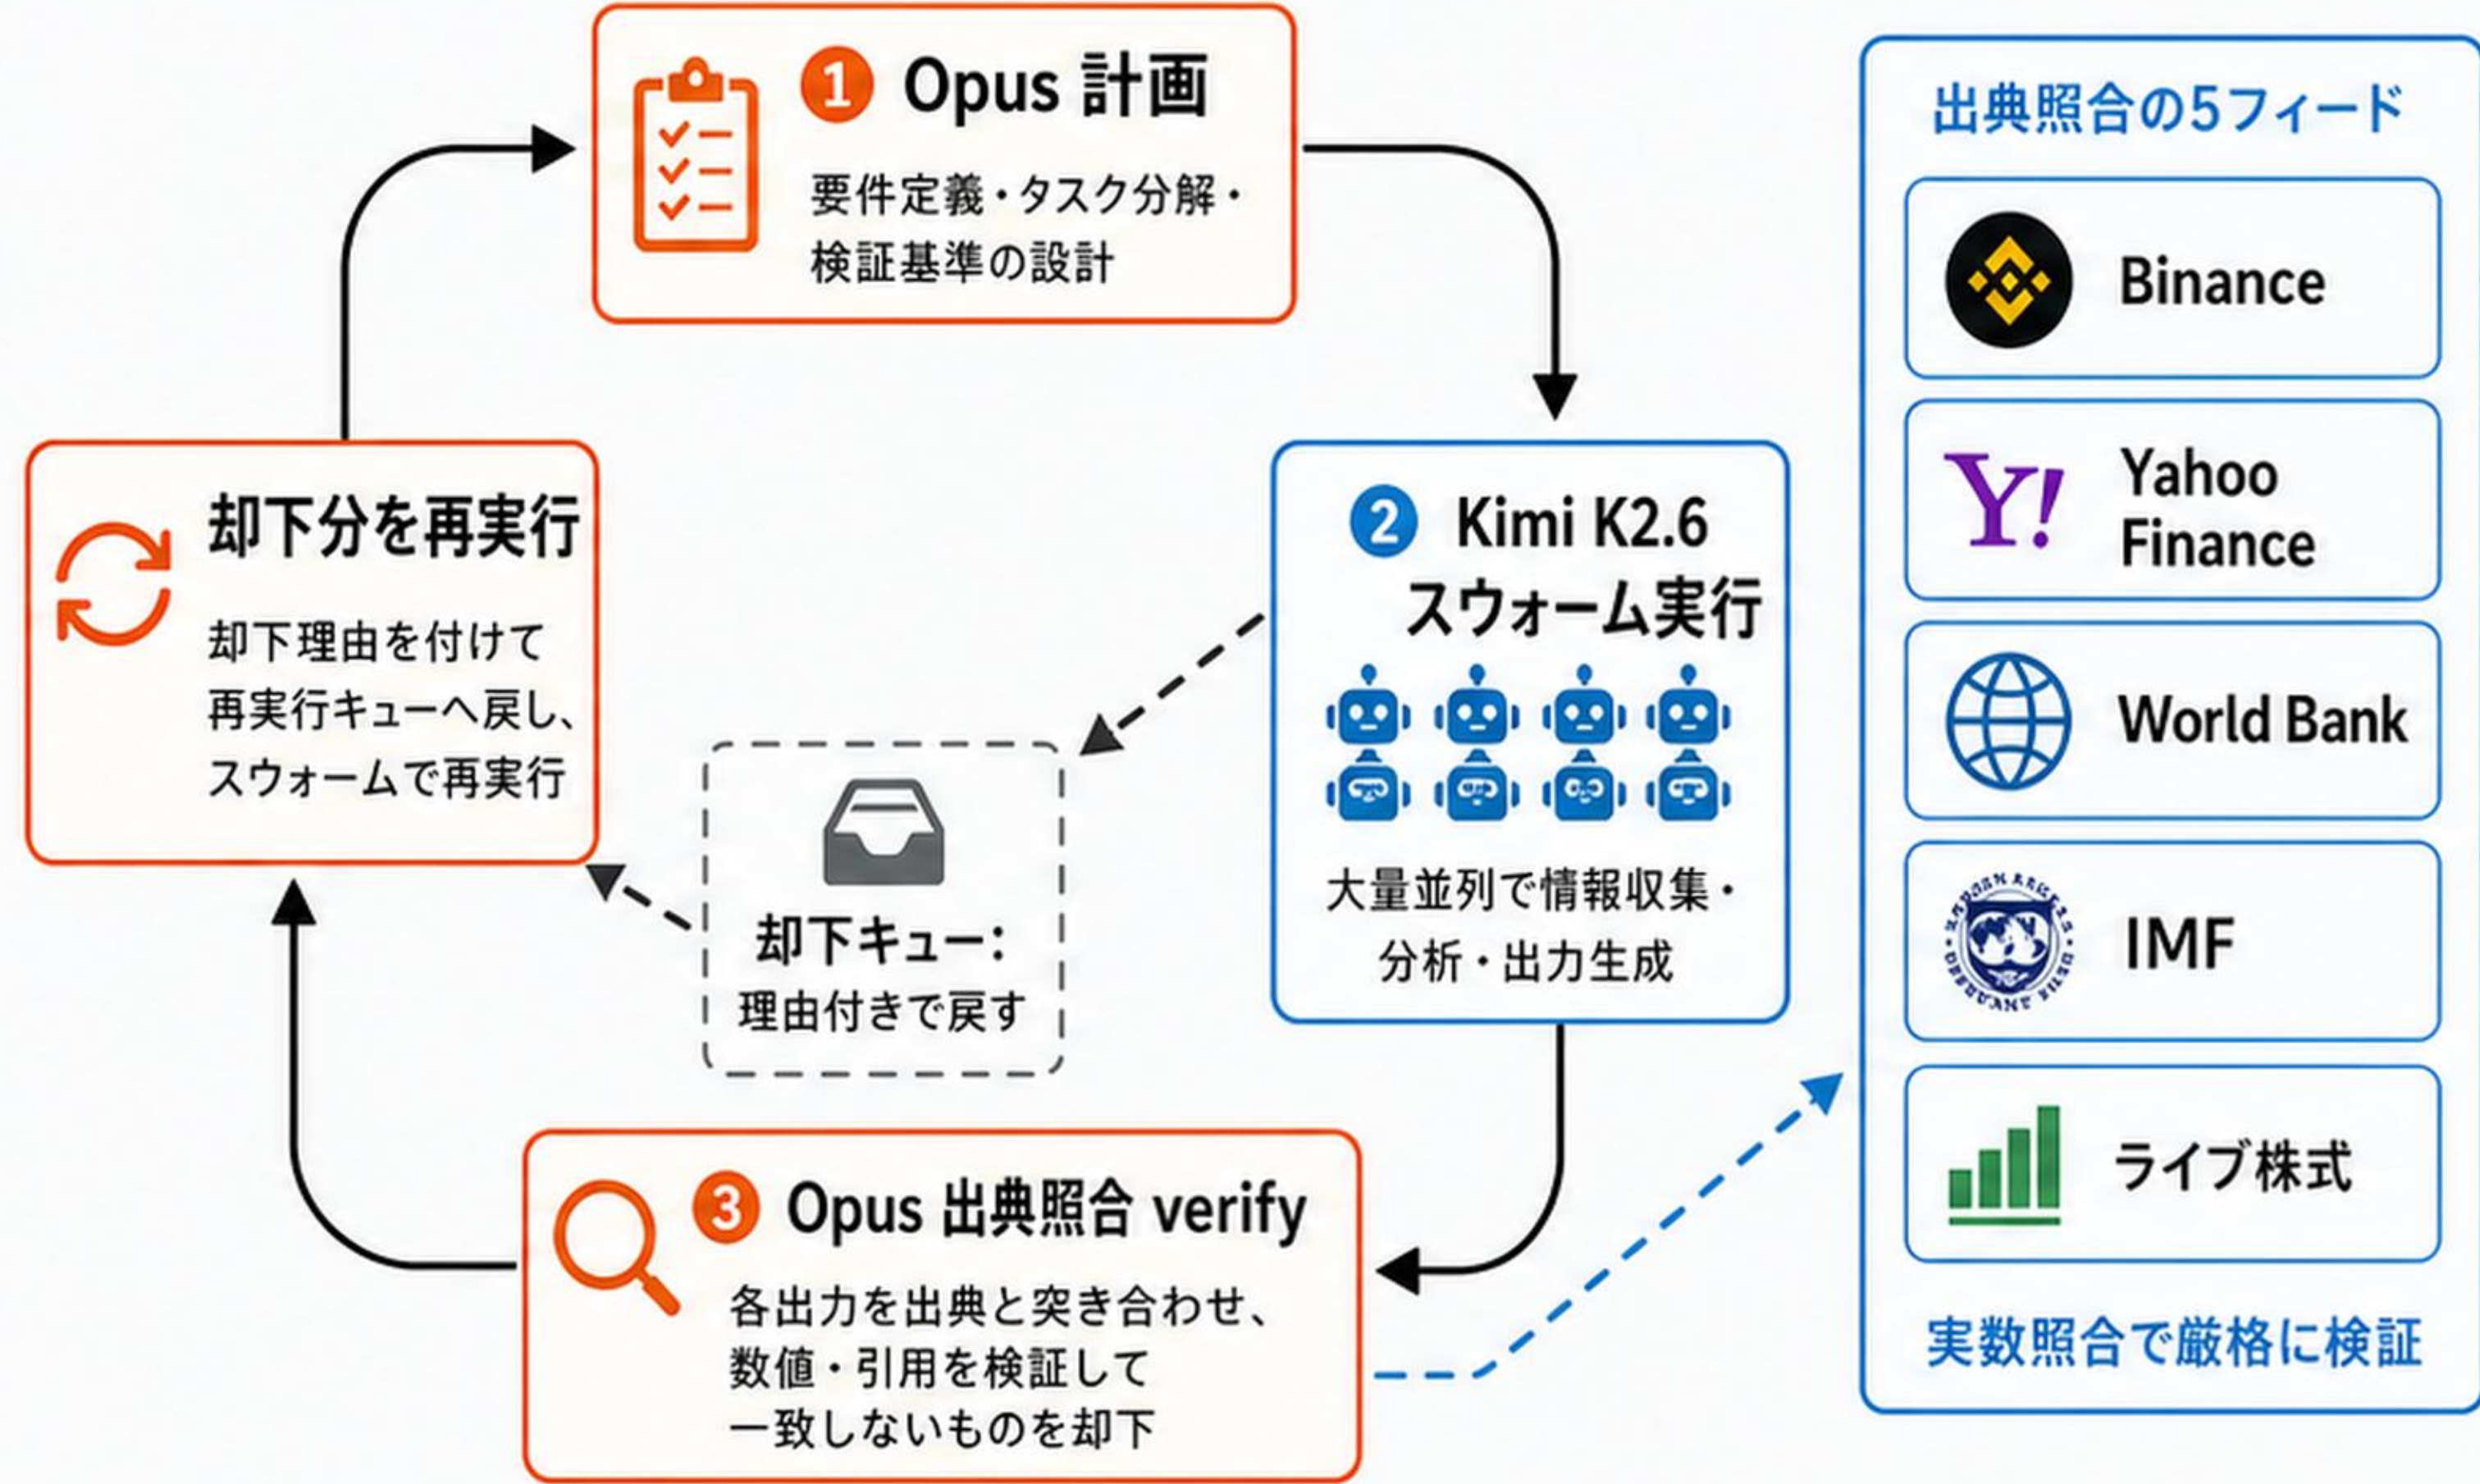 1 Opus 計画
要件定義・タスク分解・
検証基準の設計
2 Kimi K2.6
スウォーム実行
大量並列で情報収集・
分析・出力生成
3 Opus 出典照合 verify
各出力を出典と突き合わせ、
数値・引用を検証して
一致しないものを却下
却下分を再実行
却下理由を付けて
再実行キューへ戻し、
スウォームで再実行
却下キュー：
理由付きで戻す
出典照合の5フィード
Binance
Y!
Yahoo
Finance
World Bank
IMF
ライブ株式
実数照合で厳格に検証